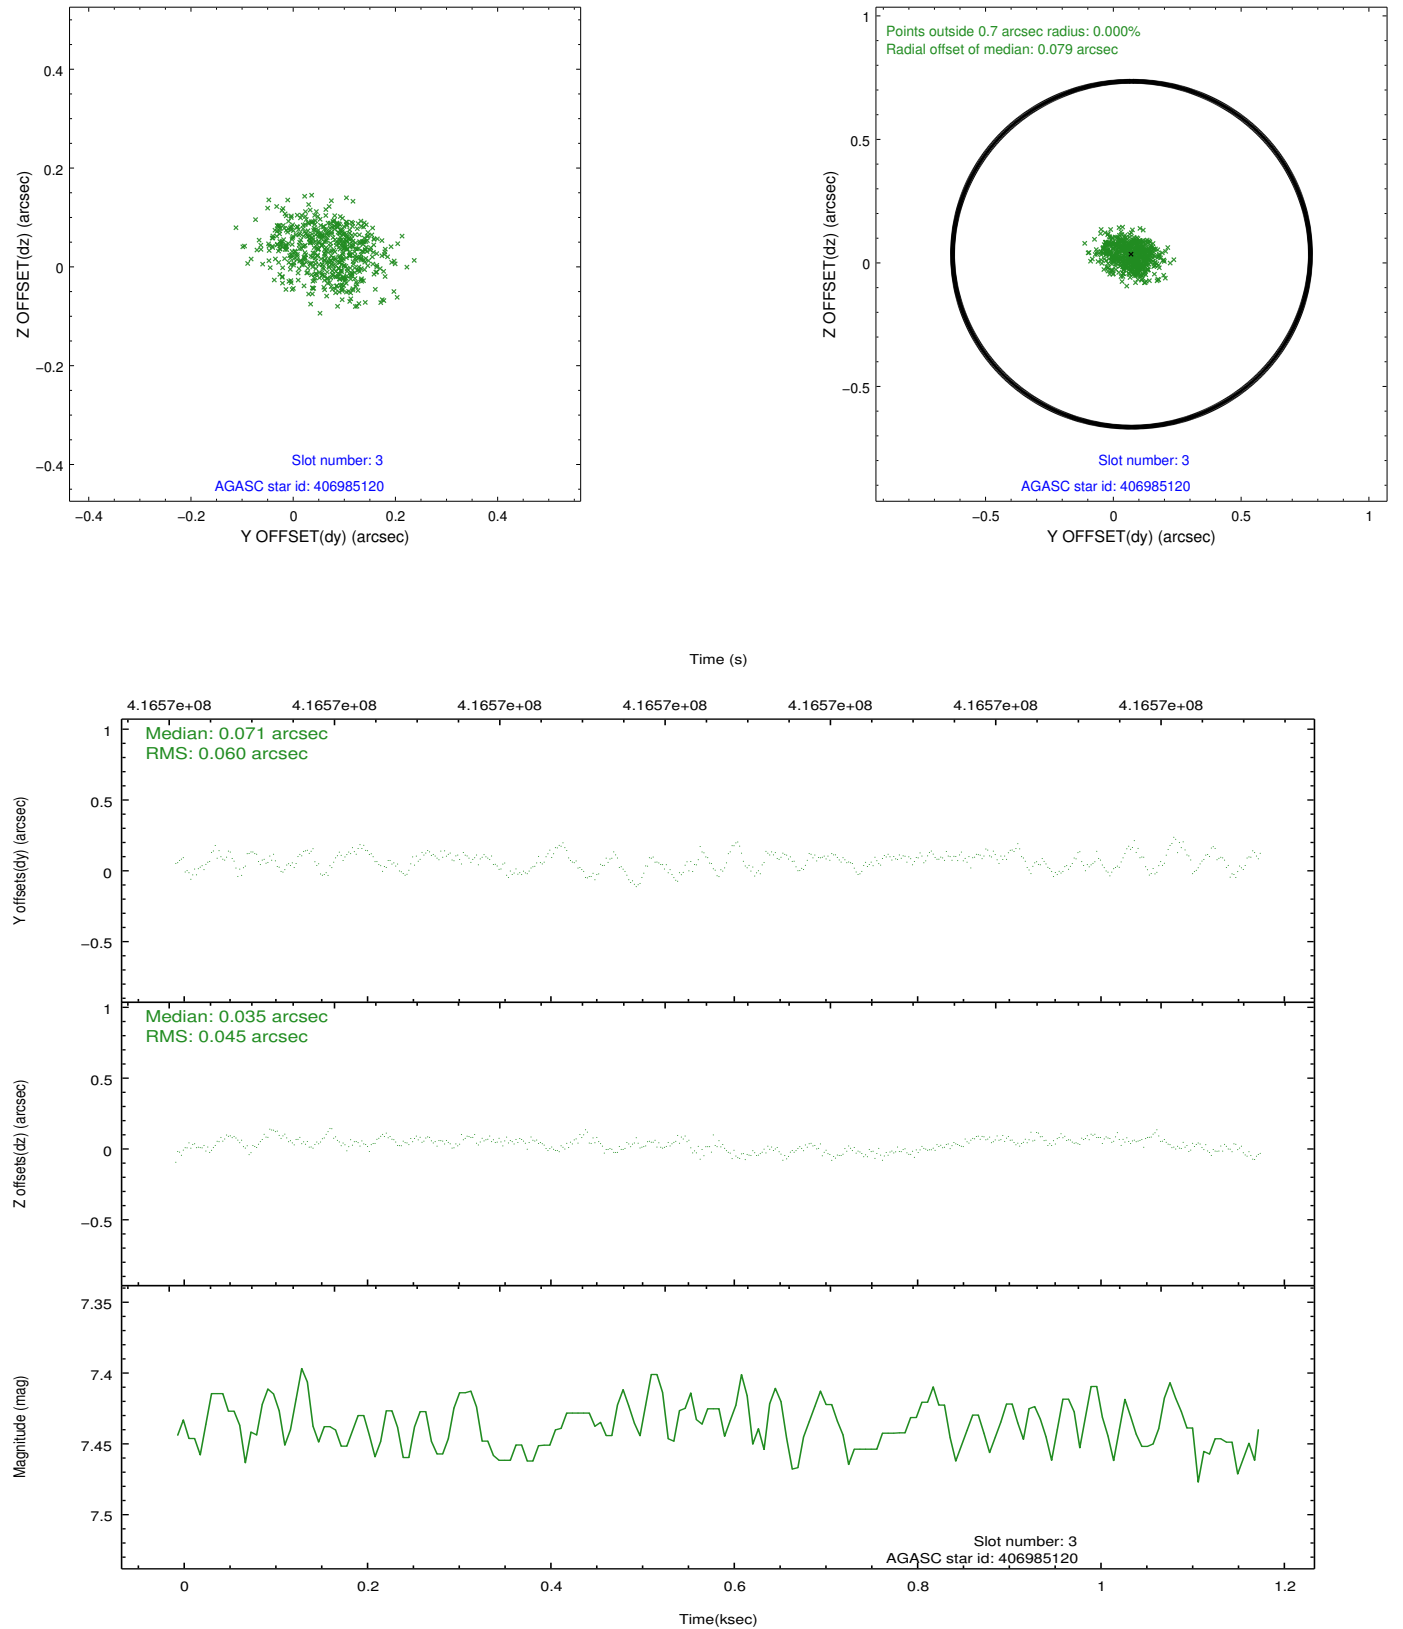 0.4
0.2
0
−0.2
−0.4
Z OFFSET(dz) (arcsec)
Slot number: 3
AGASC star id: 406985120
−0.4 −0.2 0 0.2 0.4
Y OFFSET(dy) (arcsec)
Points outside 0.7 arcsec radius: 0.000%
Radial offset of median: 0.079 arcsec
1
0.5
0
−0.5
Z OFFSET(dz) (arcsec)
Slot number: 3
AGASC star id: 406985120
−0.5 0 0.5 1
Y OFFSET(dy) (arcsec)
Time (s)
4.1657e+08 4.1657e+08 4.1657e+08 4.1657e+08 4.1657e+08 4.1657e+08 4.1657e+08
Median: 0.071 arcsec
RMS: 0.060 arcsec
1
0.5
0
−0.5
Y offsets(dy) (arcsec)
Median: 0.035 arcsec
RMS: 0.045 arcsec
1
0.5
0
−0.5
Z offsets(dz) (arcsec)
7.35
7.4
7.45
7.5
Magnitude (mag)
Slot number: 3
AGASC star id: 406985120
0 0.2 0.4 0.6 0.8 1 1.2
Time(ksec)